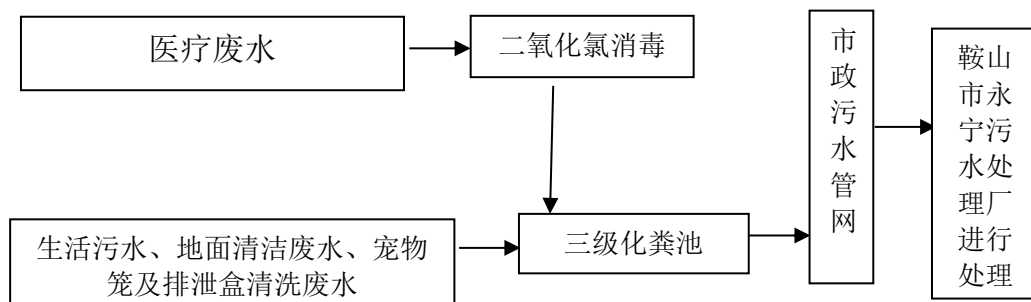 医疗废水
二氧化氯消毒
市
政
污
水
管
网
鞍山
市永
宁污
水处
理厂
进行
处理
生活污水、地面清洁废水、宠物
笼及排泄盒清洗废水
三级化粪池